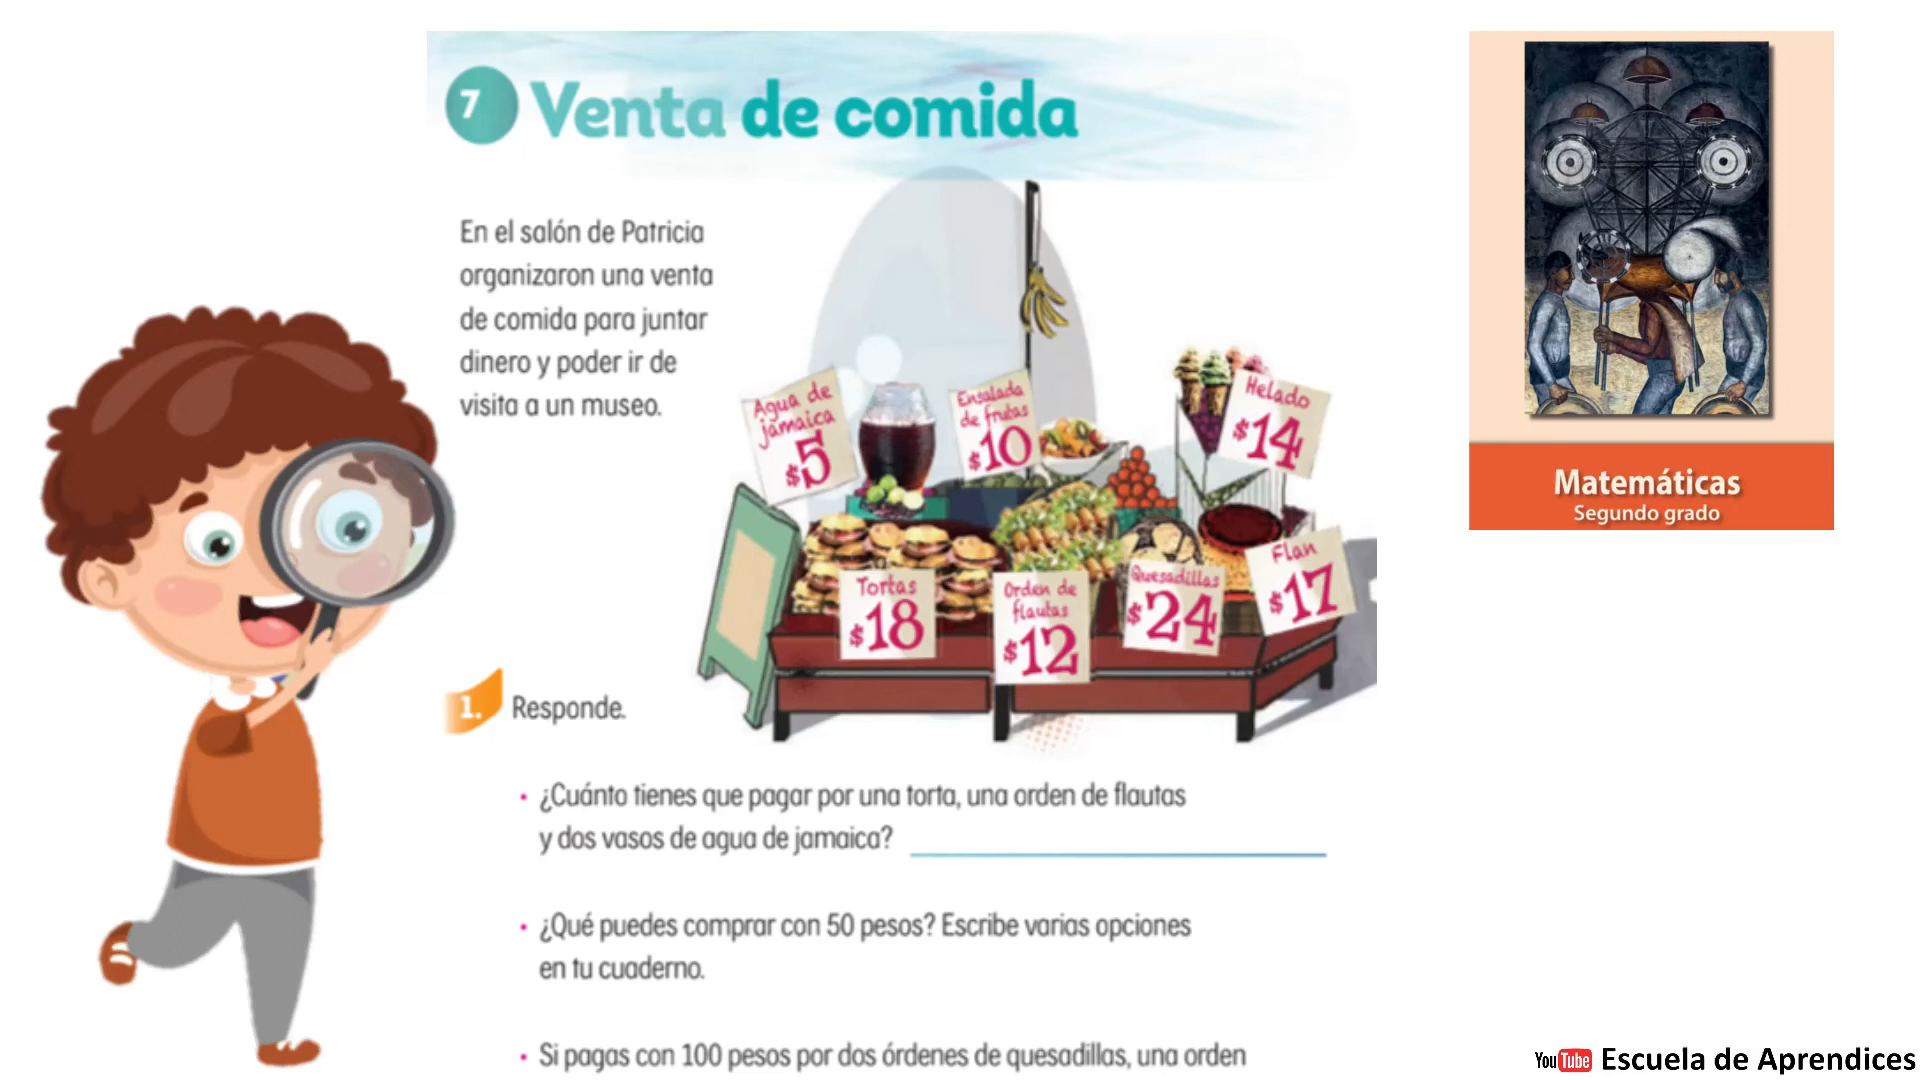 7 Venta de comida
En el salón de Patricia
organizaron una venta
de comida para juntar
dinero y poder ir de
visita a un museo.
Agua de
jamaica
$5
Ensalada
de frutas
$10
Helado
$14
Tortas
$18
Orden de
flautas
$12
Quesadillas
$24
Flan
$17
1. Responde.
• ¿Cuánto tienes que pagar por una torta, una orden de flautas
y dos vasos de agua de jamaica?
• ¿Qué puedes comprar con 50 pesos? Escribe varias opciones
en tu cuaderno.
• Si pagas con 100 pesos por dos órdenes de quesadillas, una orden
Matemáticas
Segundo grado
YouTube Escuela de Aprendices